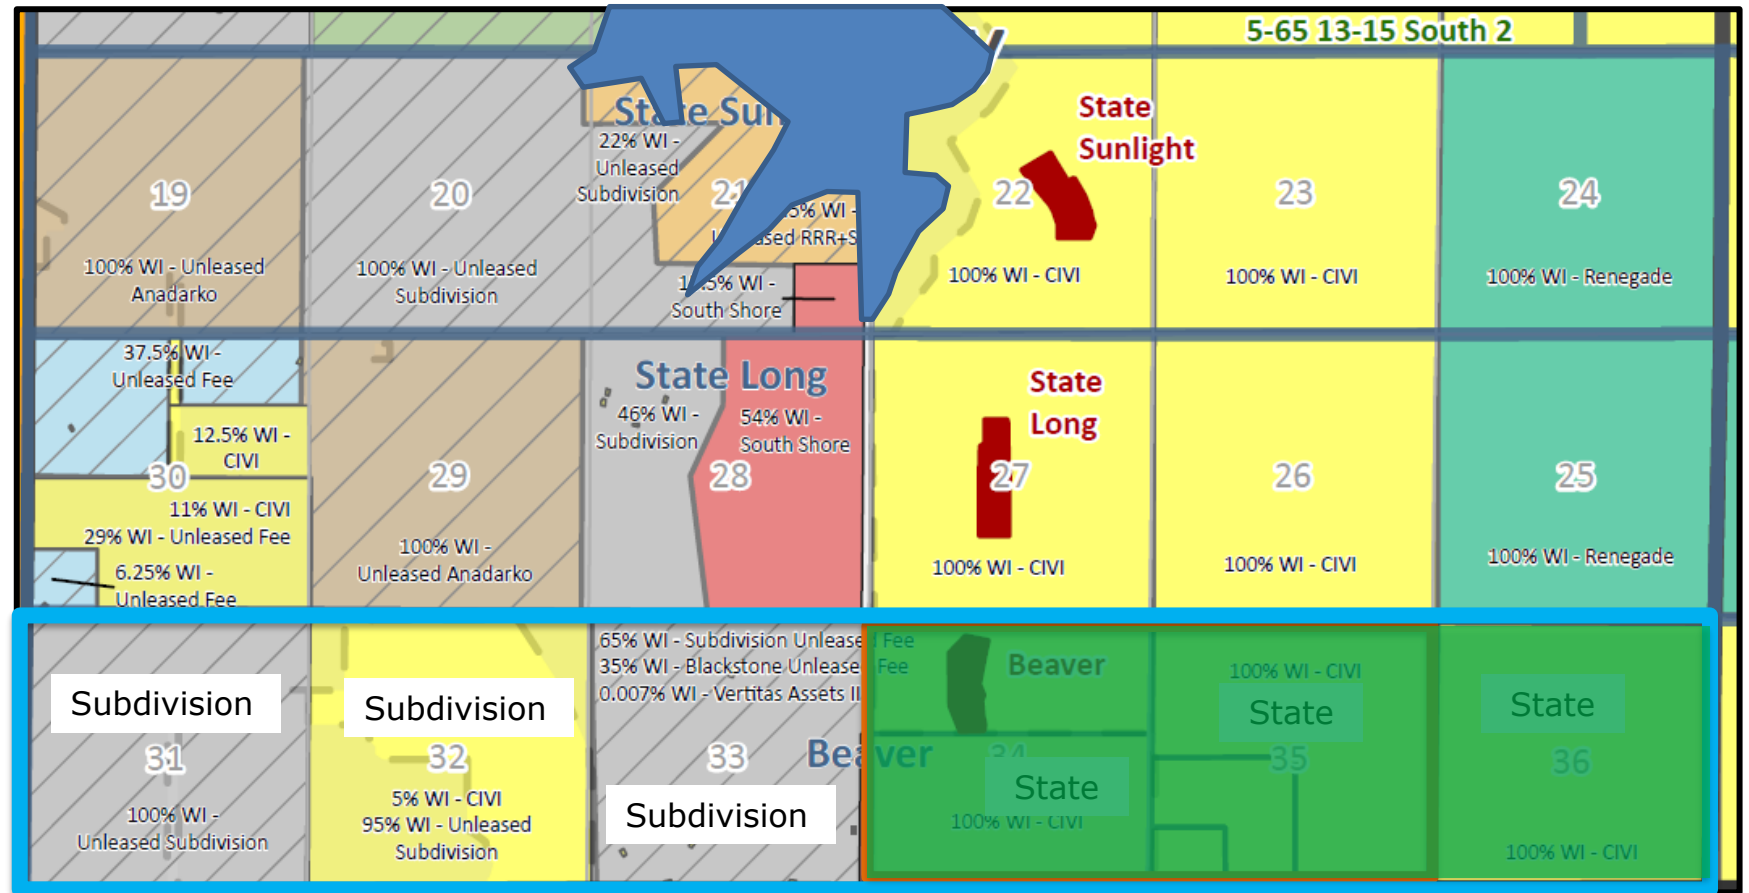 5-65 13-15 South 2
State
Sunlight
22% WI -
Unleased
Subdivision
19
20
22
23
24
100% WI - Unleased
Anadarko
100% WI - Unleased
Subdivision
5% WI -
RRR+S
100% WI - CIVI
100% WI - CIVI
100% WI - Renegade
South Shore
37.5% WI -
Unleased Fee
State Long
46% WI -
Subdivision
54% WI -
South Shore
State
Long
12.5% WI -
CIVI
30
29
28
27
26
25
11% WI - CIVI
29% WI - Unleased Fee
6.25% WI -
Unleased Fee
100% WI -
Unleased Anadarko
100% WI - CIVI
100% WI - CIVI
100% WI - Renegade
65% WI - Subdivision Unleased Fee
35% WI - Blackstone Unleased Fee
0.007% WI - Vertitas Assets II
Beaver
100% WI - CIVI
Subdivision
Subdivision
State
State
31
32
33
Beaver
34
35
36
State
100% WI -
Unleased Subdivision
5% WI - CIVI
95% WI - Unleased
Subdivision
Subdivision
100% WI - CIVI
100% WI - CIVI